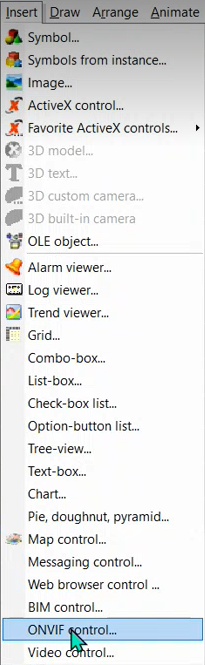 Insert Draw Arrange Animate
Symbol...
Symbols from instance...
Image...
ActiveX control...
Favorite ActiveX controls...
3D model...
3D text...
3D custom camera...
3D built-in camera
OLE object...
Alarm viewer...
Log viewer...
Trend viewer...
Grid...
Combo-box...
List-box...
Check-box list...
Option-button list...
Tree-view...
Text-box...
Chart...
Pie, doughnut, pyramid...
Map control...
Messaging control...
Web browser control ...
BIM control...
ONVIF control...
Video control...